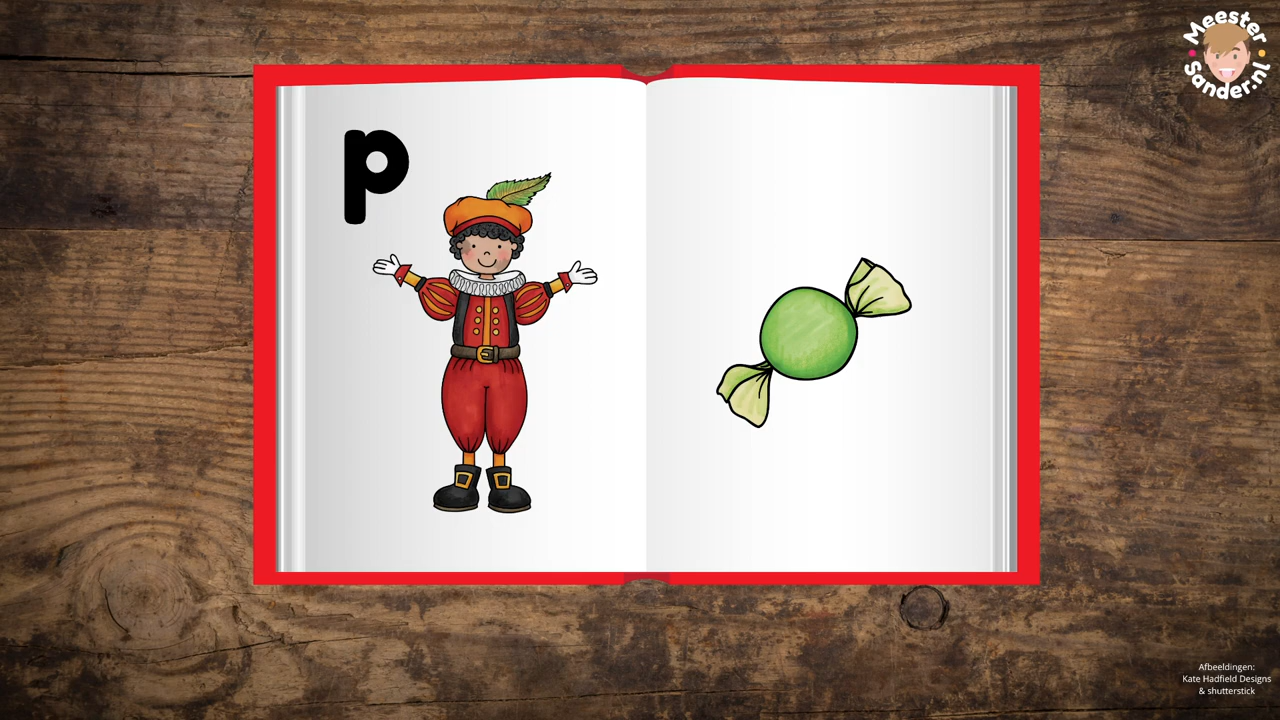 Meester
Sander.nl
p
Afbeeldingen:
Kate Hadfield Designs
& shutterstick